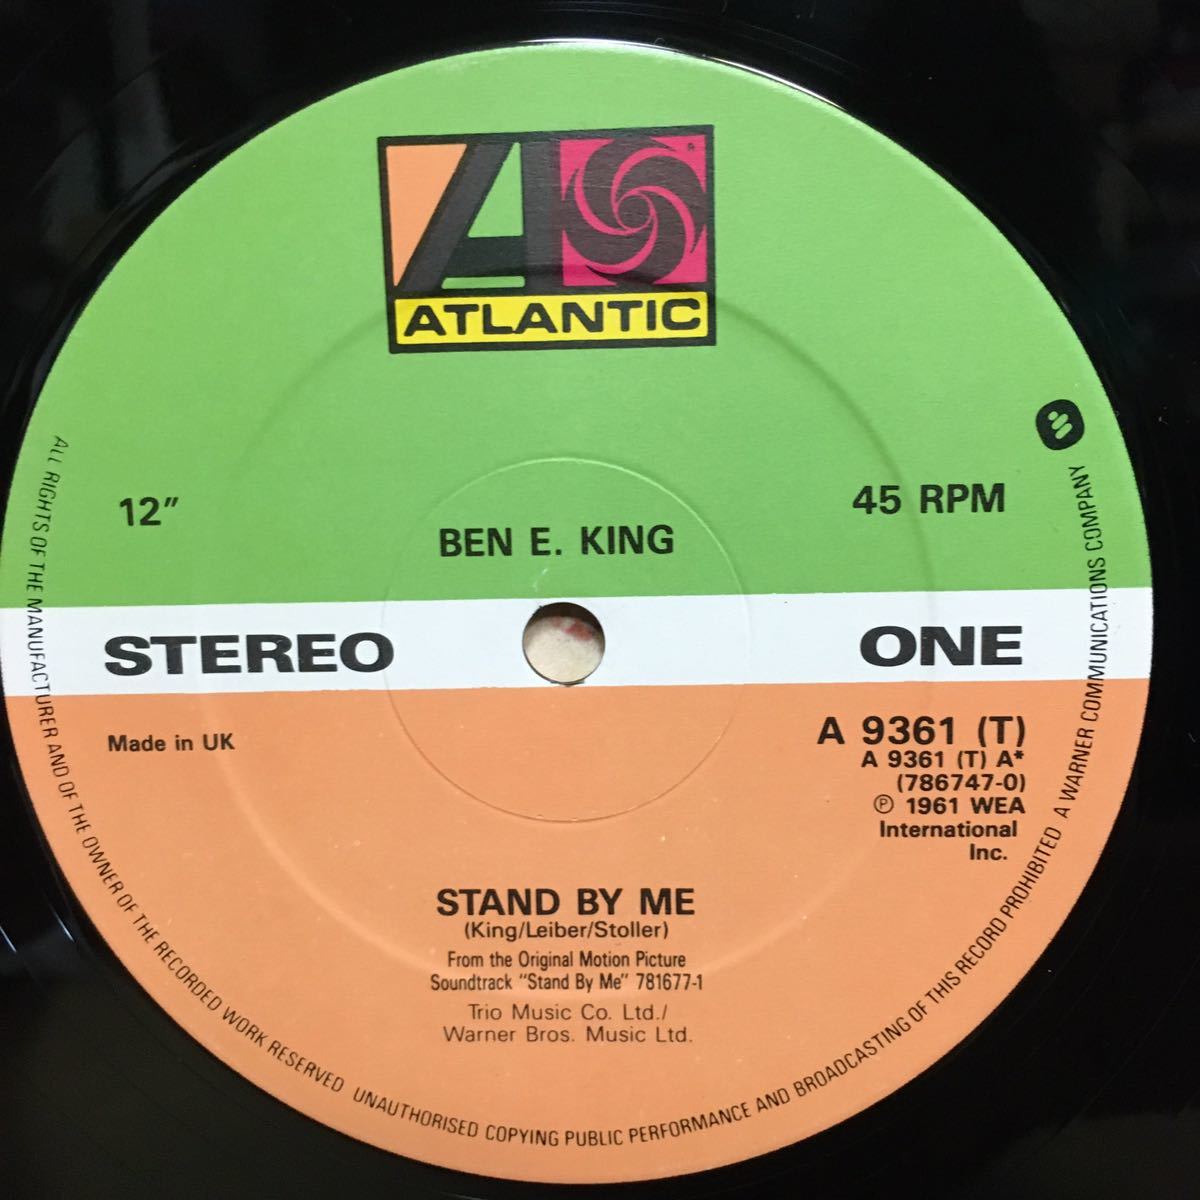 ATLANTIC
12″
45 RPM
BEN E. KING
STEREO
ONE
Made in UK
A 9361 (T)
A 9361 (T) A*
(786747-0)
℗ 1961 WEA
International
Inc.
STAND BY ME
(King/Leiber/Stoller)
From the Original Motion Picture
Soundtrack "Stand By Me" 781677-1
Trio Music Co. Ltd./
Warner Bros. Music Ltd.
ALL RIGHTS OF THE MANUFACTURER AND OF THE OWNER OF THE RECORDED WORK RESERVED UNAUTHORISED COPYING PUBLIC PERFORMANCE AND BROADCASTING OF THIS RECORD PROHIBITED A WARNER COMMUNICATIONS COMPANY